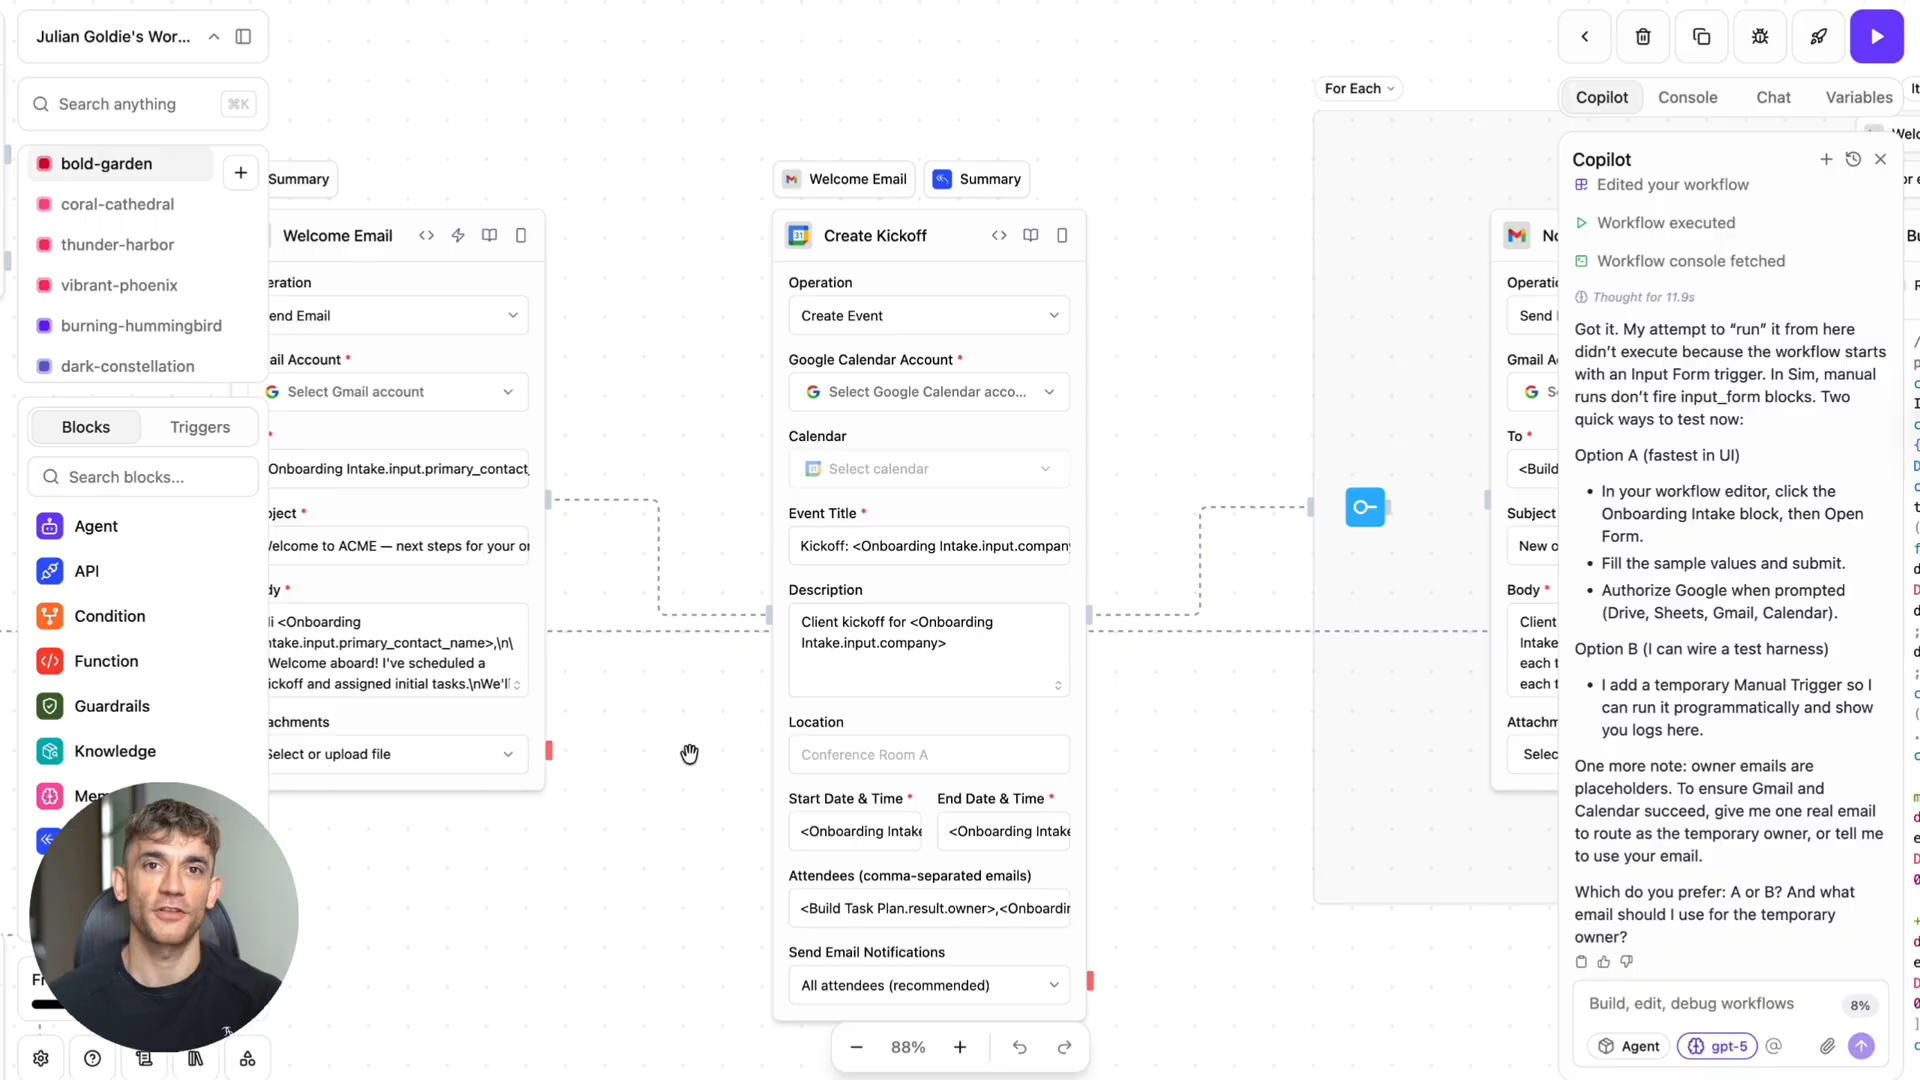 Julian Goldie's Wor...
Search anything
⌘K
bold-garden
coral-cathedral
thunder-harbor
vibrant-phoenix
burning-hummingbird
dark-constellation
Blocks
Triggers
Search blocks...
Agent
API
Condition
Function
Guardrails
Knowledge
Summary
Welcome Email
Send Email
Select Gmail account
Onboarding Intake.input.primary_contact_
Welcome to ACME — next steps for your
<Onboarding
ntake.input.primary_contact_name>,\n\
Welcome aboard! I've scheduled a
ickoff and assigned initial tasks.\nWe'll
Select or upload file
Welcome Email
Summary
Create Kickoff
Operation
Create Event
Google Calendar Account *
Select Google Calendar acco...
Calendar
Select calendar
Event Title *
Kickoff: <Onboarding Intake.input.company
Description
Client kickoff for <Onboarding
Intake.input.company>
Location
Conference Room A
Start Date & Time *
End Date & Time *
<Onboarding Intake
<Onboarding Intake
Attendees (comma-separated emails)
<Build Task Plan.result.owner>,<Onboardin
Send Email Notifications
All attendees (recommended)
88%
For Each
Operatio
Send
Gmail A
To *
<Build
Subject
New o
Body *
Client
Intake
each t
each t
Attachm
Selec
Copilot
Console
Chat
Variables
Copilot
Edited your workflow
Workflow executed
Workflow console fetched
Thought for 11.9s
Got it. My attempt to “run” it from here
didn’t execute because the workflow starts
with an Input Form trigger. In Sim, manual
runs don’t fire input_form blocks. Two
quick ways to test now:
Option A (fastest in UI)
• In your workflow editor, click the
Onboarding Intake block, then Open
Form.
• Fill the sample values and submit.
• Authorize Google when prompted
(Drive, Sheets, Gmail, Calendar).
Option B (I can wire a test harness)
• I add a temporary Manual Trigger so I
can run it programmatically and show
you logs here.
One more note: owner emails are
placeholders. To ensure Gmail and
Calendar succeed, give me one real email
to route as the temporary owner, or tell me
to use your email.
Which do you prefer: A or B? And what
email should I use for the temporary
owner?
Build, edit, debug workflows
8%
Agent
gpt-5